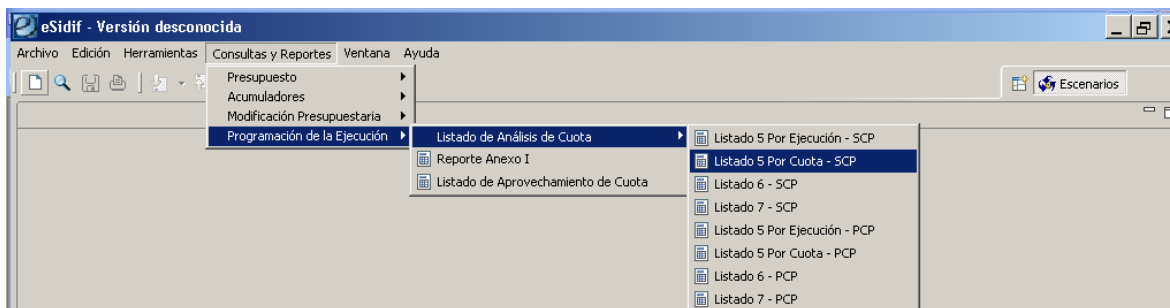 eSidif - Versión desconocida
Archivo Edición Herramientas Consultas y Reportes Ventana Ayuda
Escenarios
Presupuesto
Acumuladores
Modificación Presupuestaria
Programación de la Ejecución
Listado de Análisis de Cuota
Reporte Anexo I
Listado de Aprovechamiento de Cuota
Listado 5 Por Ejecución - SCP
Listado 5 Por Cuota - SCP
Listado 6 - SCP
Listado 7 - SCP
Listado 5 Por Ejecución - PCP
Listado 5 Por Cuota - PCP
Listado 6 - PCP
Listado 7 - PCP